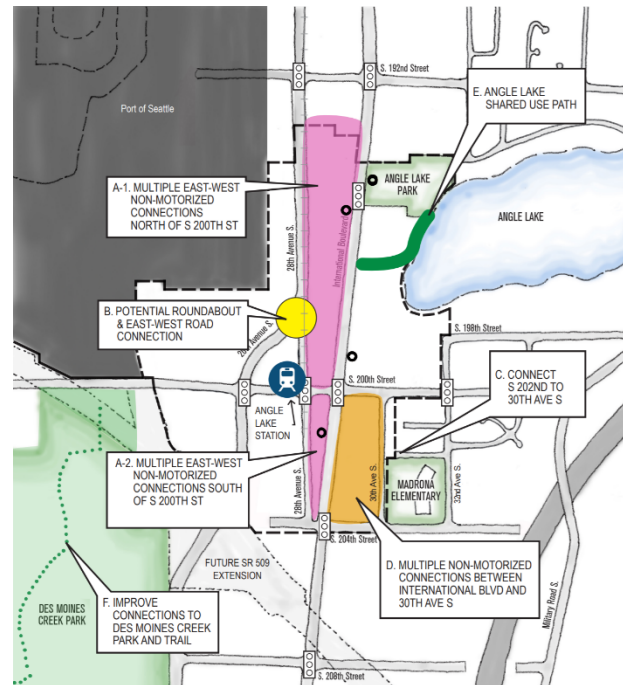 S. 192nd Street
E. ANGLE LAKE
SHARED USE PATH
Port of Seattle
A-1. MULTIPLE EAST-WEST
NON-MOTORIZED
CONNECTIONS
NORTH OF S 200TH ST
ANGLE LAKE
PARK
ANGLE LAKE
28th Avenue S.
International Boulevard
B. POTENTIAL ROUNDABOUT
& EAST-WEST ROAD
CONNECTION
26th Avenue S.
S. 198th Street
S. 200th Street
C. CONNECT
S 202ND TO
30TH AVE S
ANGLE
LAKE
STATION
A-2. MULTIPLE EAST-WEST
NON-MOTORIZED
CONNECTIONS SOUTH
OF S 200TH ST
28th Avenue S.
30th Ave S.
MADRONA
ELEMENTARY
32nd Ave S.
S. 204th Street
FUTURE SR 509
EXTENSION
D. MULTIPLE NON-MOTORIZED
CONNECTIONS BETWEEN
INTERNATIONAL BLVD AND
30TH AVE S
DES MOINES
CREEK PARK
F. IMPROVE
CONNECTIONS TO
DES MOINES CREEK
PARK AND TRAIL
Military Road S.
S. 208th Street